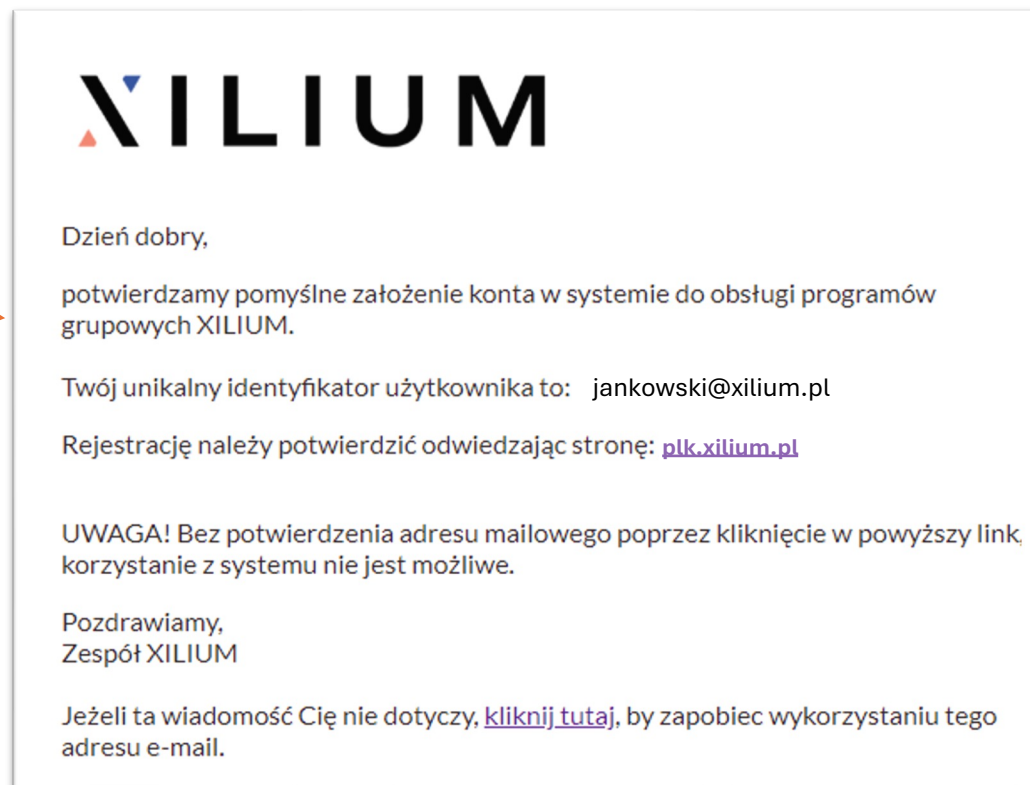 XILIUM
Dzień dobry,
potwierdzamy pomyślne założenie konta w systemie do obsługi programów
grupowych XILIUM.
Twój unikalny identyfikator użytkownika to: jankowski@xilium.pl
Rejestrację należy potwierdzić odwiedzając stronę: plk.xilium.pl
UWAGA! Bez potwierdzenia adresu mailowego poprzez kliknięcie w powyższy link,
korzystanie z systemu nie jest możliwe.
Pozdrawiamy,
Zespół XILIUM
Jeżeli ta wiadomość Cię nie dotyczy, kliknij tutaj, by zapobiec wykorzystaniu tego
adresu e-mail.